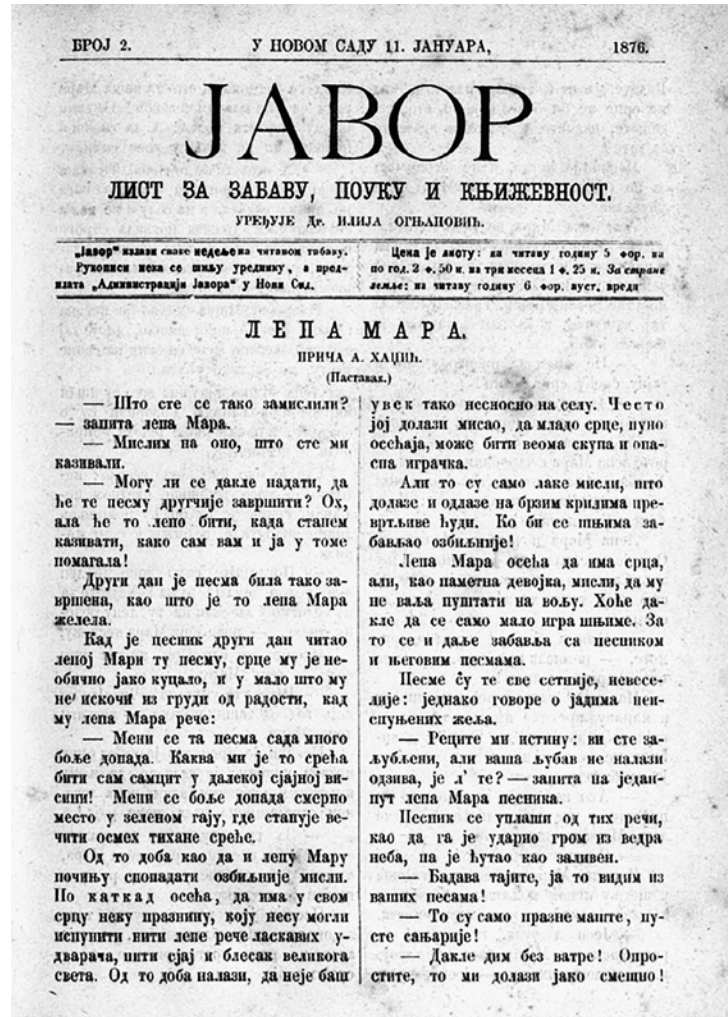 БРОЈ 2.
У НОВОМ САДУ 11. ЈАНУАРА,
1876.
ЈАВОР
ЛИСТ ЗА ЗАБАВУ, ПОУКУ И КЊИЖЕВНОСТ.
УРЕЂУЈЕ Др. ИЛИЈА ОГЊАНОВИЋ.
„Јавор“ излази сваке недеље на читавом табаку.
Рукописи нека се шиљу уреднику, а пред-
плата „Администрацији Јавора“ у Нови Сад.
Цена је листу: на читаву годину 5 фор. на
по год. 2 ф. 50 н. на три месеца 1 ф. 25 н. За стране
земље: на читаву годину 6 фор. ауст. вреди
ЛЕПА МАРА.
ПРИЧА А. ХАЏИЋ.
(Наставак.)
— Што сте се тако замислили?
— запита лепа Мара.
— Мислим на оно, што сте ми
казивали.
— Могу ли се дакле надати, да
ће те песму другчије завршити? Ох,
ала ће то лепо бити, када станем
казивати, како сам вам и ја у томе
помагала!
Други дан је песма била тако за-
вршена, као што је то лепа Мара
желела.
Кад је песник други дан читао
лепој Мари ту песму, срце му је не-
обично јако куцало, и у мало што му
не искочи из груди од радости, кад
му лепа Мара рече:
— Мени се та песма сада много
боље допада. Каква ми је то срећа
бити сам самцит у далекој сјајној ви-
сини! Мени се боље допада смерно
место у зеленом гају, где станује ве-
чити осмех тихане среће.
Од то доба као да и лепу Мару
почињу спопадати озбиљније мисли.
По каткад осећа, да има у свом
срцу неку празнину, коју несу могли
испунити нити лепе рече ласкавих у-
дварача, нити сјај и блесак великога
света. Од то доба налази, да неје баш
увек тако несносно на селу. Често
јој долази мисао, да младо срце, пуно
осећаја, може бити веома скупа и опа-
сна играчка.
Али то су само лаке мисли, што
долазе и одлазе на брзим крилима пре-
вртљиве ћуди. Ко би се шњима за-
бављао озбиљније!
Лепа Мара осећа да има срца,
али, као паметна девојка, мисли, да му
не ваља пуштати на вољу. Хоће да-
кле да се само мало игра шњиме. За
то се и даље забавља са песником
и његовим песмама.
Песме су те све сетније, невесе-
лије: једнако говоре о јадима неи-
спуњених жеља.
— Реците ми истину: ви сте за-
љубљени, али ваша љубав не налази
одзива, је л' те? — запита на један-
пут лепа Мара песника.
Песник се уплаши од тих речи,
као да га је ударио гром из ведра
неба, па је ћутао као заливен.
— Бадава тајите, ја то видим из
ваших песама!
— То су само празне маште, пу-
сте сањарије!
— Дакле дим без ватре! Опро-
стите, то ми долази јако смешно!